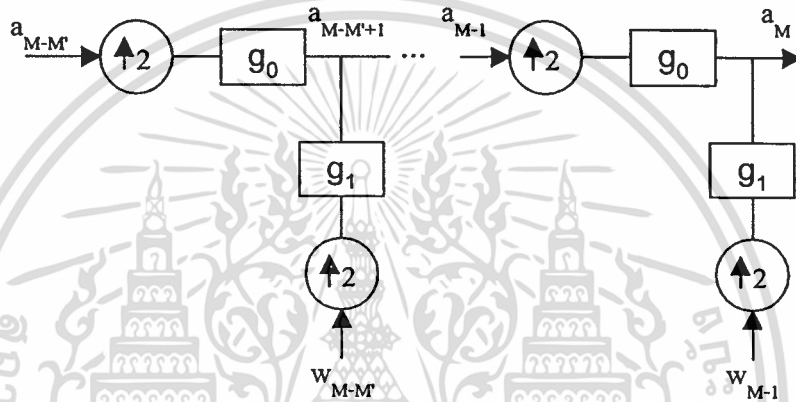 a_{M-M'} ↑2 g_0 a_{M-M'+1} ... a_{M-1} ↑2 g_0 a_M
g_1 g_1
↑2 ↑2
w_{M-M'} w_{M-1}